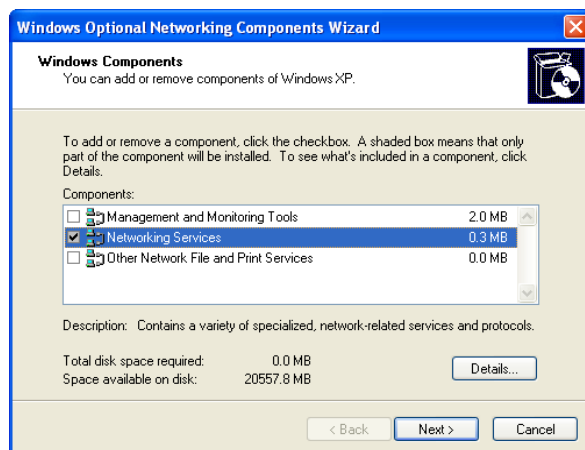 Windows Optional Networking Components Wizard
Windows Components
You can add or remove components of Windows XP.
To add or remove a component, click the checkbox. A shaded box means that only
part of the component will be installed. To see what's included in a component, click
Details.
Components:
Management and Monitoring Tools 2.0 MB
Networking Services 0.3 MB
Other Network File and Print Services 0.0 MB
Description: Contains a variety of specialized, network-related services and protocols.
Total disk space required: 0.0 MB
Space available on disk: 20557.8 MB
Details...
< Back Next > Cancel